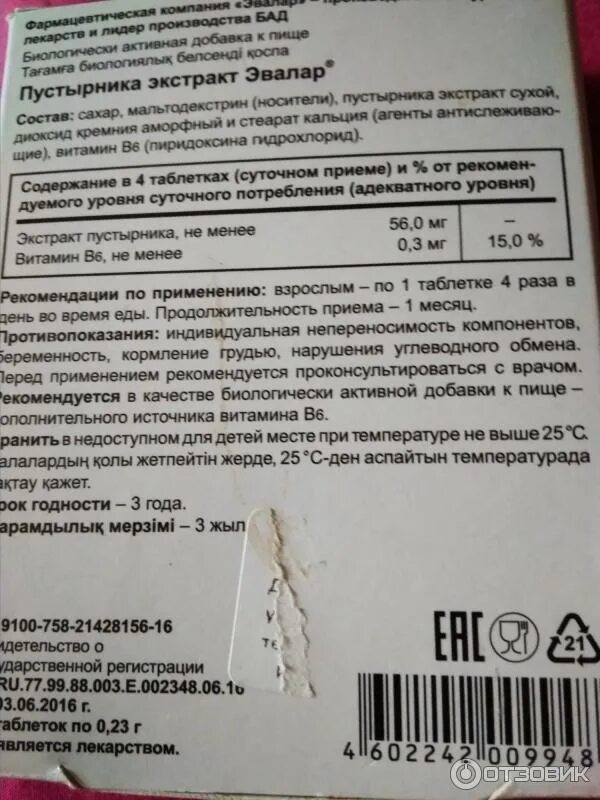 Фармацевтическая компания "Эвалар" –
лекарств и лидер производства БАД
Биологически активная добавка к пище
Тағамға биологиялық белсенді қоспа
Пустырника экстракт Эвалар®
Состав: сахар, мальтодекстрин (носители), пустырника экстракт сухой,
диоксид кремния аморфный и стеарат кальция (агенты антислеживаю-
щие), витамин В6 (пиридоксина гидрохлорид).
Содержание в 4 таблетках (суточном приеме) и % от рекомен-
дуемого уровня суточного потребления (адекватного уровня)
Экстракт пустырника, не менее 56,0 мг –
Витамин В6, не менее 0,3 мг 15,0 %
Рекомендации по применению: взрослым – по 1 таблетке 4 раза в
день во время еды. Продолжительность приема – 1 месяц.
Противопоказания: индивидуальная непереносимость компонентов,
беременность, кормление грудью, нарушения углеводного обмена.
Перед применением рекомендуется проконсультироваться с врачом.
Рекомендуется в качестве биологически активной добавки к пище –
ополнительного источника витамина В6.
ранить в недоступном для детей месте при температуре не выше 25°С.
алалардың қолы жетпейтін жерде, 25 °С-ден аспайтын температурада
ақтау қажет.
рок годности – 3 года.
арамдылық мерзімі – 3 жыл
9100-758-21428156-16
идетельство о
ударственной регистрации
RU.77.99.88.003.Е.002348.06.16
03.06.2016 г.
таблеток по 0,23 г
является лекарством.
ЕАС
21
4 602242 009948
ОТЗОВИК